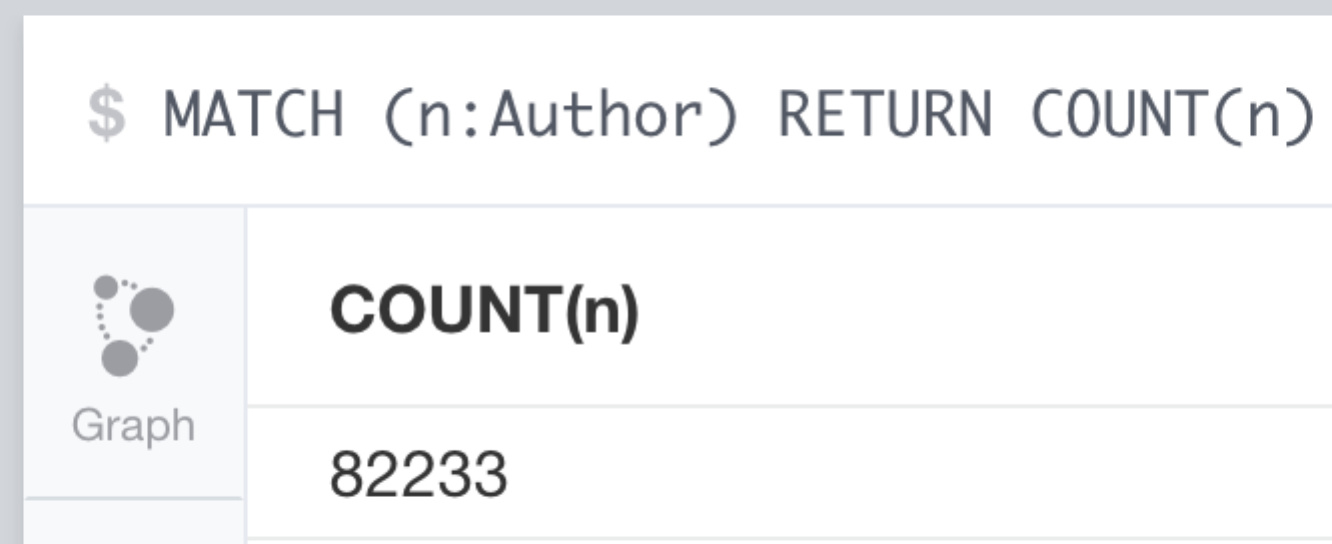 $ MATCH (n:Author) RETURN COUNT(n)
COUNT(n)
Graph
82233